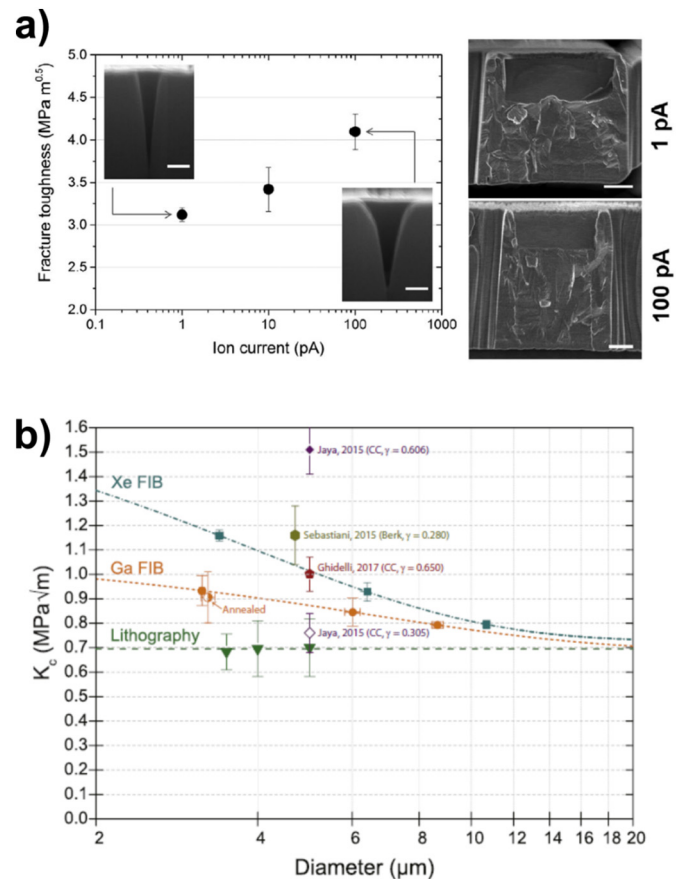 a)
Fracture toughness (MPa m^0.5)
4.5
4.0
3.5
3.0
2.5
2.0
0.1
1
10
100
1000
Ion current (pA)
1 pA
100 pA
b)
K_c (MPa√m)
1.6
1.5
1.4
1.3
1.2
1.1
1.0
0.9
0.8
0.7
0.6
0.5
0.4
0.3
0.2
0.1
0.0
Jaya, 2015 (CC, γ = 0.606)
Xe FIB
Sebastiani, 2015 (Berk, γ = 0.280)
Ghidelli, 2017 (CC, γ = 0.650)
Ga FIB
Annealed
Jaya, 2015 (CC, γ = 0.305)
Lithography
2
4
6
8
10
12
14
16
18
20
Diameter (μm)